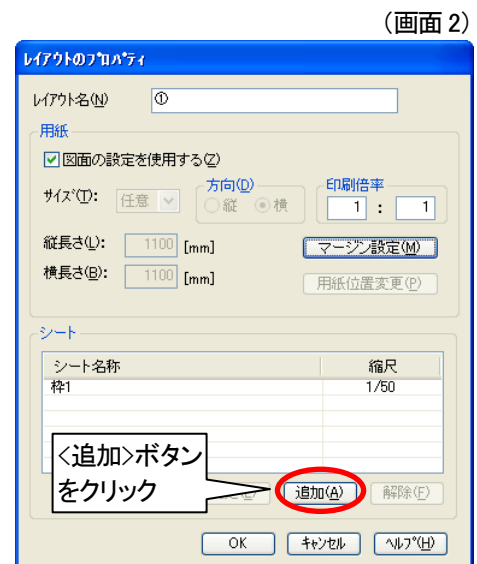 (画面 2)
レイアウトのプロパティ
レイアウト名(N) ①
用紙
図面の設定を使用する(Z)
サイズ(T): 任意 方向(D) 縦 横 印刷倍率 1 : 1
縦長さ(L): 1100 [mm] マージン設定(M)
横長さ(B): 1100 [mm] 用紙位置変更(P)
シート
シート名称 縮尺
枠1 1/50
<追加>ボタン
をクリック
追加(A) 解除(F)
OK キャンセル ヘルプ(H)